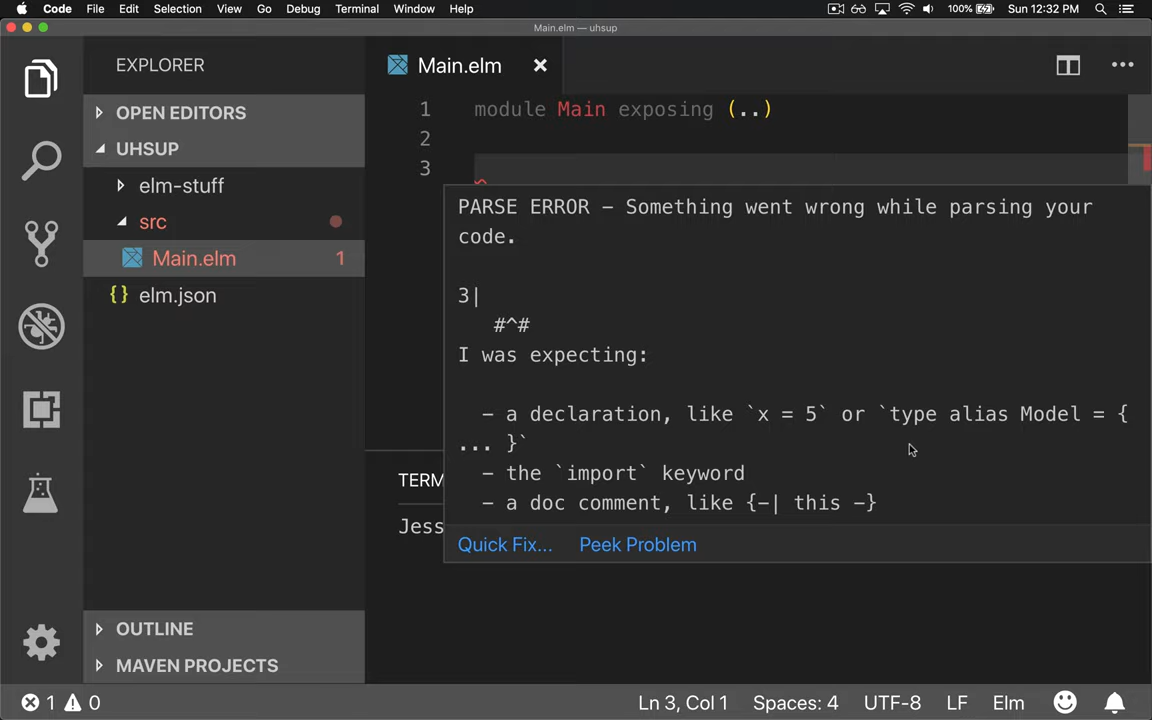 Code File Edit Selection View Go Debug Terminal Window Help 100% Sun 12:32 PM
Main.elm — uhsup
EXPLORER
Main.elm
OPEN EDITORS
UHSUP
elm-stuff
src
Main.elm 1
{} elm.json
OUTLINE
MAVEN PROJECTS
1 module Main exposing (..)
2
3
PARSE ERROR - Something went wrong while parsing your
code.
3|
#^#
I was expecting:
- a declaration, like `x = 5` or `type alias Model = {
... }`
- the `import` keyword
- a doc comment, like {-| this -}
Quick Fix... Peek Problem
TERM
Jess
1 0 Ln 3, Col 1 Spaces: 4 UTF-8 LF Elm